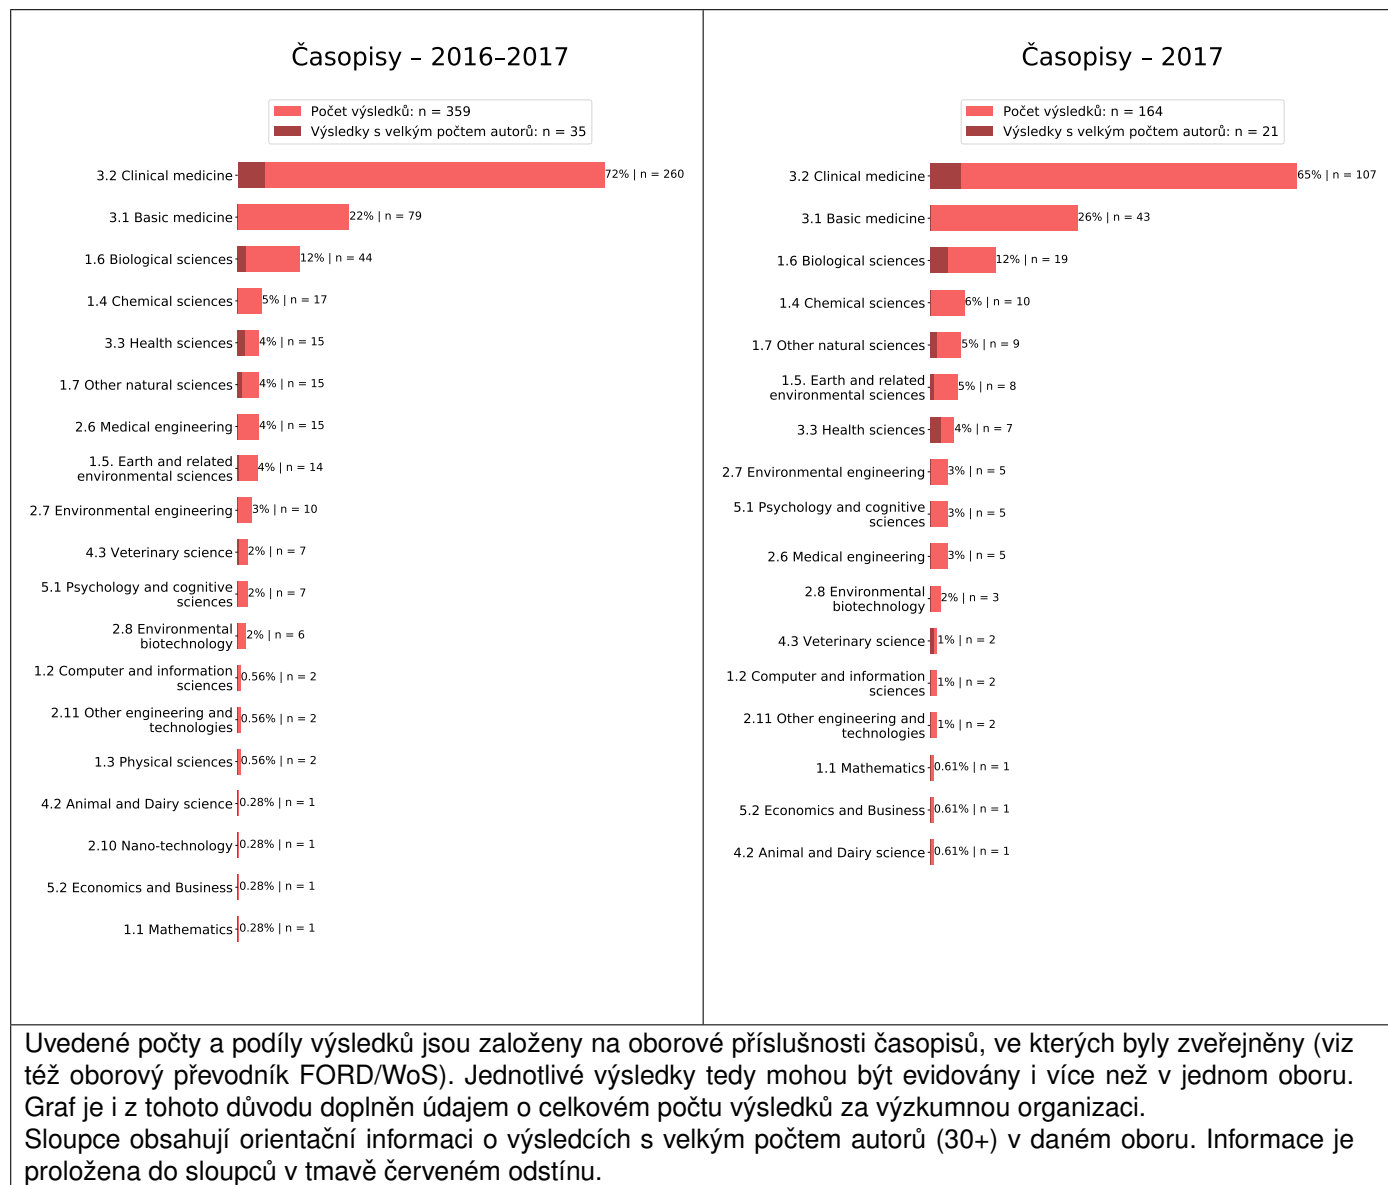 Časopisy – 2016–2017
Počet výsledků: n = 359
Výsledky s velkým počtem autorů: n = 35
3.2 Clinical medicine
72% | n = 260
3.1 Basic medicine
22% | n = 79
1.6 Biological sciences
12% | n = 44
1.4 Chemical sciences
5% | n = 17
3.3 Health sciences
4% | n = 15
1.7 Other natural sciences
4% | n = 15
2.6 Medical engineering
4% | n = 15
1.5. Earth and related
environmental sciences
4% | n = 14
2.7 Environmental engineering
3% | n = 10
4.3 Veterinary science
2% | n = 7
5.1 Psychology and cognitive
sciences
2% | n = 7
2.8 Environmental
biotechnology
2% | n = 6
1.2 Computer and information
sciences
0.56% | n = 2
2.11 Other engineering and
technologies
0.56% | n = 2
1.3 Physical sciences
0.56% | n = 2
4.2 Animal and Dairy science
0.28% | n = 1
2.10 Nano-technology
0.28% | n = 1
5.2 Economics and Business
0.28% | n = 1
1.1 Mathematics
0.28% | n = 1
Časopisy – 2017
Počet výsledků: n = 164
Výsledky s velkým počtem autorů: n = 21
3.2 Clinical medicine
65% | n = 107
3.1 Basic medicine
26% | n = 43
1.6 Biological sciences
12% | n = 19
1.4 Chemical sciences
6% | n = 10
1.7 Other natural sciences
5% | n = 9
1.5. Earth and related
environmental sciences
5% | n = 8
3.3 Health sciences
4% | n = 7
2.7 Environmental engineering
3% | n = 5
5.1 Psychology and cognitive
sciences
3% | n = 5
2.6 Medical engineering
3% | n = 5
2.8 Environmental
biotechnology
2% | n = 3
4.3 Veterinary science
1% | n = 2
1.2 Computer and information
sciences
1% | n = 2
2.11 Other engineering and
technologies
1% | n = 2
1.1 Mathematics
0.61% | n = 1
5.2 Economics and Business
0.61% | n = 1
4.2 Animal and Dairy science
0.61% | n = 1
Uvedené počty a podíly výsledků jsou založeny na oborové příslušnosti časopisů, ve kterých byly zveřejněny (viz
též oborový převodník FORD/WoS). Jednotlivé výsledky tedy mohou být evidovány i více než v jednom oboru.
Graf je i z tohoto důvodu doplněn údajem o celkovém počtu výsledků za výzkumnou organizaci.
Sloupce obsahují orientační informaci o výsledcích s velkým počtem autorů (30+) v daném oboru. Informace je
proložena do sloupců v tmavě červeném odstínu.